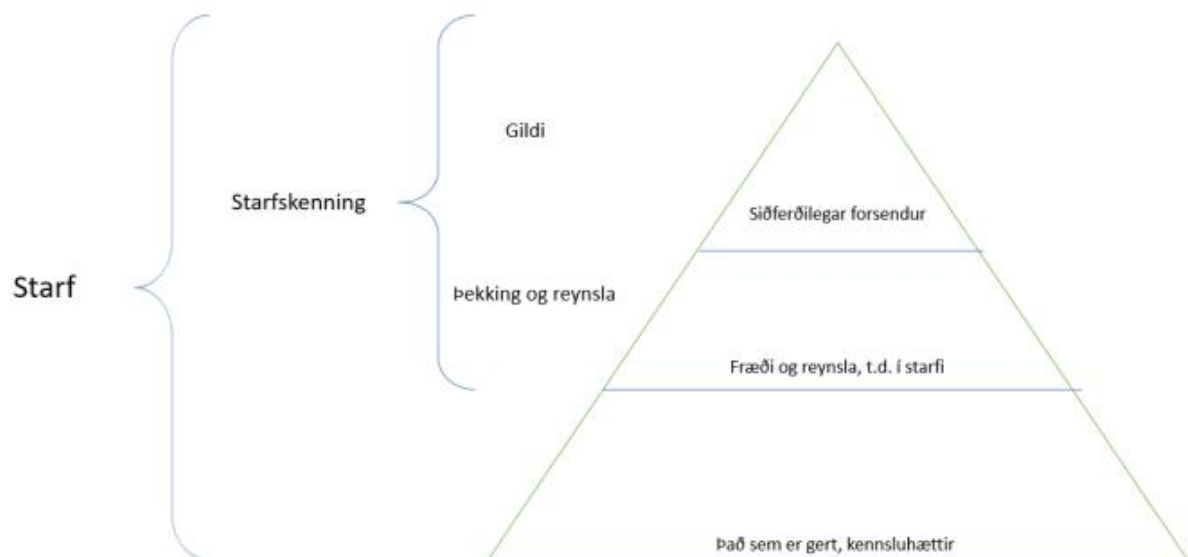 Gildi
Starfskenning
Siðferðilegar forsendur
Starf
Þekking og reynsla
Fræði og reynsla, t.d. í starfi
Það sem er gert, kennsluhættir